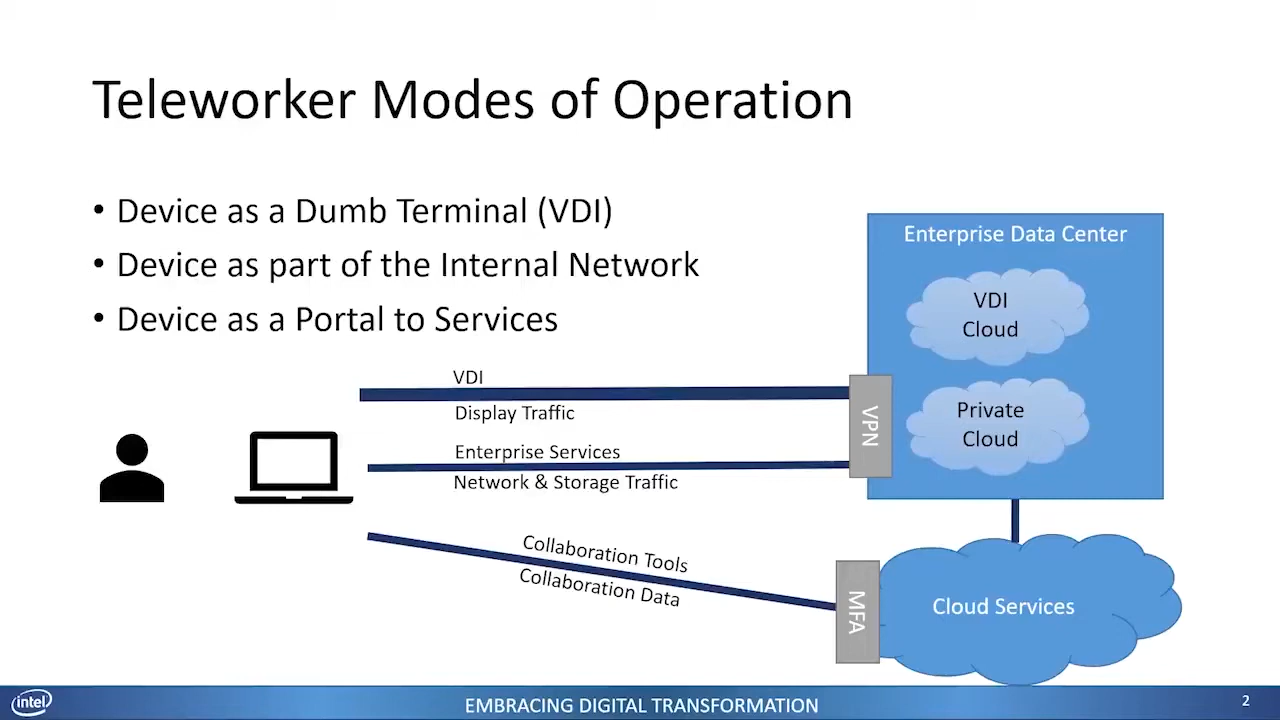 Teleworker Modes of Operation
• Device as a Dumb Terminal (VDI)
• Device as part of the Internal Network
• Device as a Portal to Services
Enterprise Data Center
VDI
Cloud
Private
Cloud
VPN
VDI
Display Traffic
Enterprise Services
Network & Storage Traffic
Collaboration Tools
Collaboration Data
MFA
Cloud Services
intel
EMBRACING DIGITAL TRANSFORMATION
2